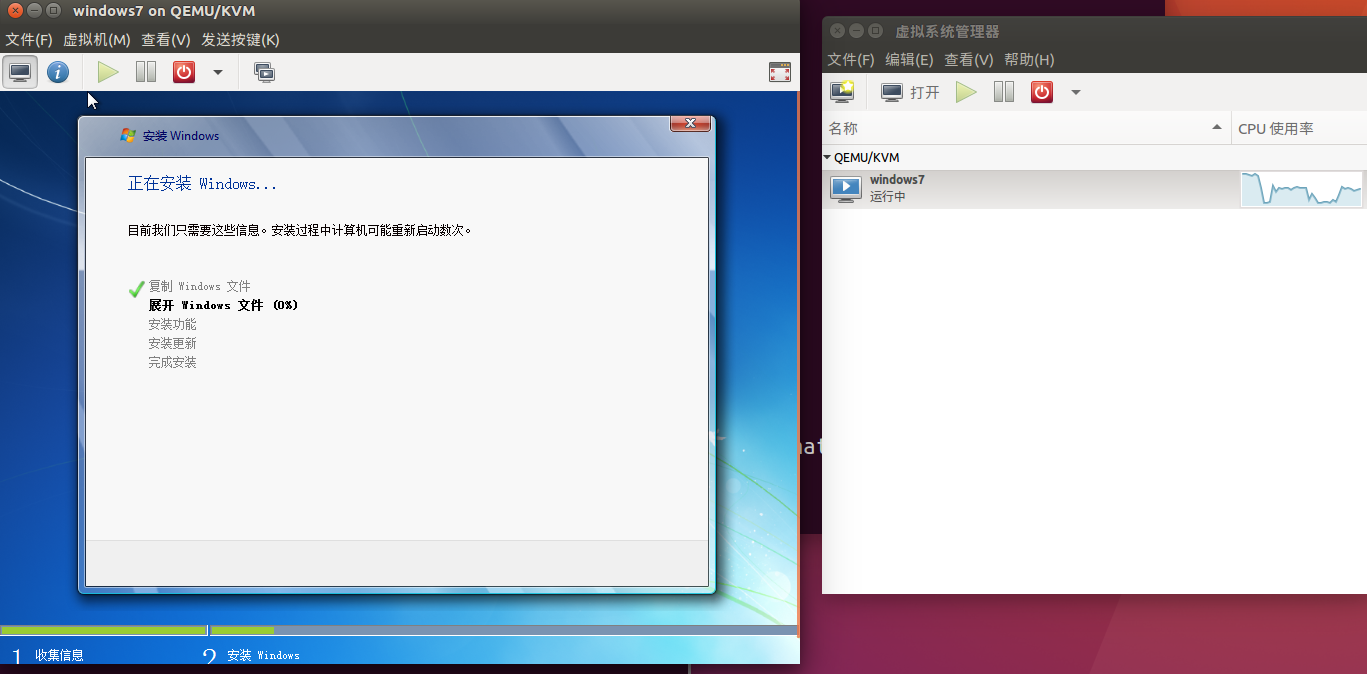 windows7 on QEMU/KVM
文件(F) 虚拟机(M) 查看(V) 发送按键(K)
安装 Windows
正在安装 Windows...
目前我们只需要这些信息。安装过程中计算机可能重新启动数次。
复制 Windows 文件
展开 Windows 文件 (0%)
安装功能
安装更新
完成安装
1 收集信息 2 安装 Windows
虚拟系统管理器
文件(F) 编辑(E) 查看(V) 帮助(H)
打开
名称 CPU 使用率
QEMU/KVM
windows7
运行中